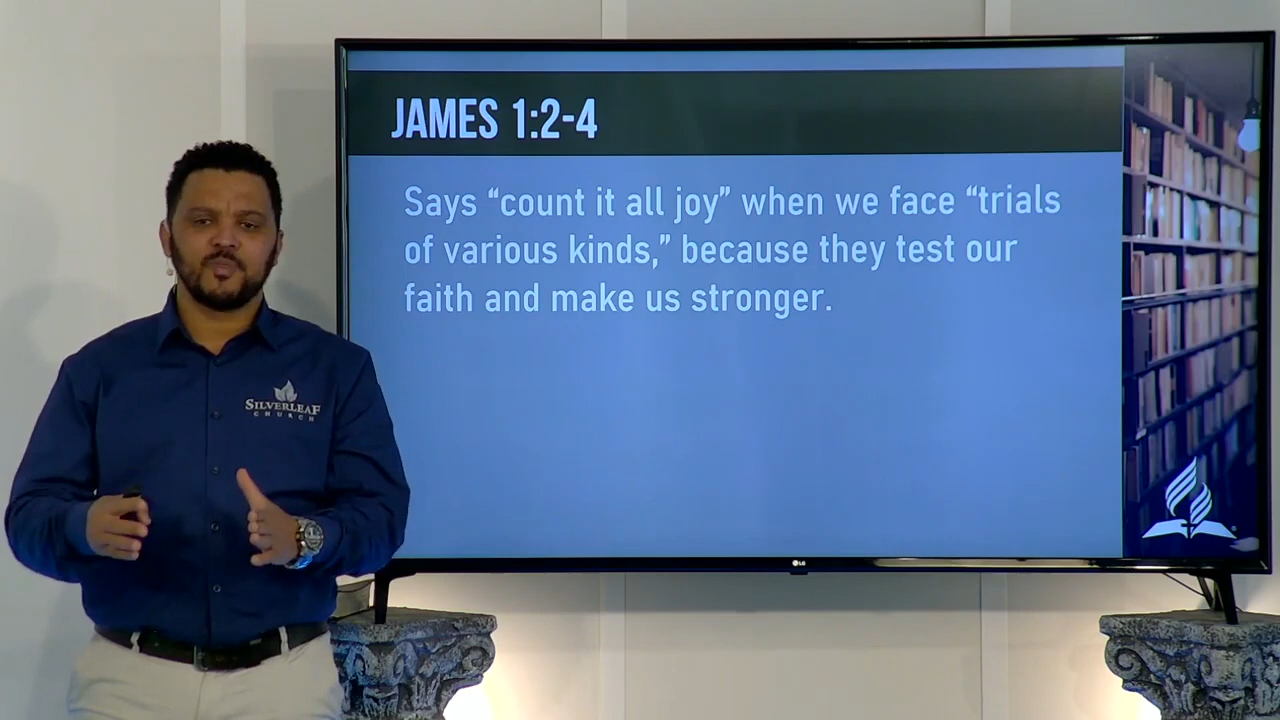 JAMES 1:2-4
Says “count it all joy” when we face “trials
of various kinds,” because they test our
faith and make us stronger.
SILVERLEAF
CHURCH
LG